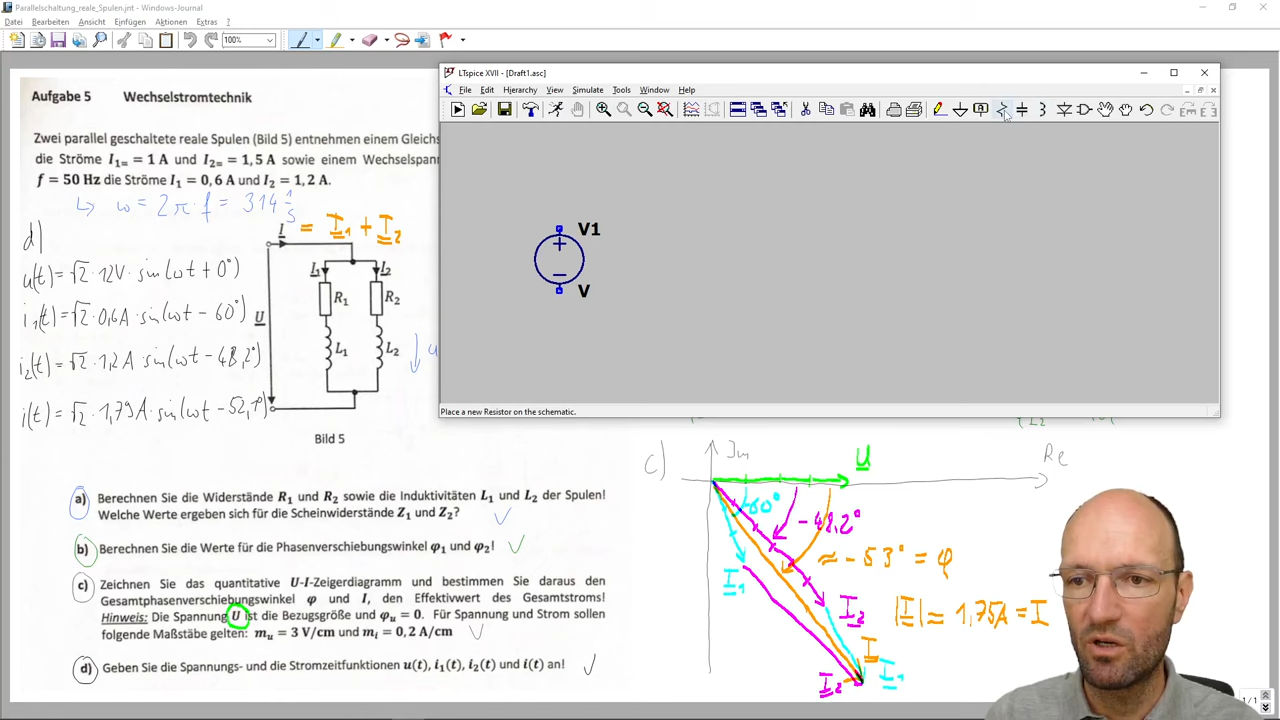 Parallelschaltung_reale_Spulen.jnt - Windows-Journal
Datei Bearbeiten Ansicht Einfügen Aktionen Extras ?
100%
Aufgabe 5 Wechselstromtechnik
Zwei parallel geschaltete reale Spulen (Bild 5) entnehmen einem Gleichs
die Ströme I1= = 1 A und I2= = 1,5 A sowie einem Wechselspan
f = 50 Hz die Ströme I1 = 0,6 A und I2 = 1,2 A.
↳ ω = 2π·f = 314 1/s
d)
I = I1 + I2
u(t) = √2·12V·sin(ωt+0°)
i1(t) = √2·0,6A·sin(ωt-60°)
i2(t) = √2·1,2A·sin(ωt-48,2°)
i(t) = √2·1,79A·sin(ωt-52,1°)
I1 I2
R1 R2
U
L1 L2
u
Bild 5
a) Berechnen Sie die Widerstände R1 und R2 sowie die Induktivitäten L1 und L2 der Spulen!
Welche Werte ergeben sich für die Scheinwiderstände Z1 und Z2?
b) Berechnen Sie die Werte für die Phasenverschiebungswinkel φ1 und φ2!
c) Zeichnen Sie das quantitative U-I-Zeigerdiagramm und bestimmen Sie daraus den
Gesamtphasenverschiebungswinkel φ und I, den Effektivwert des Gesamtstroms!
Hinweis: Die Spannung U ist die Bezugsgröße und φu = 0. Für Spannung und Strom sollen
folgende Maßstäbe gelten: mu = 3 V/cm und mi = 0,2 A/cm
d) Geben Sie die Spannungs- und die Stromzeitfunktionen u(t), i1(t), i2(t) und i(t) an!
LTspice XVII - [Draft1.asc]
File Edit Hierarchy View Simulate Tools Window Help
V1
V
Place a new Resistor on the schematic.
c) Im Re
U
60°
-48,2°
≈ -53° = φ
I1
I2
|I| = 1,75A = I
I
I2 I1
1/1